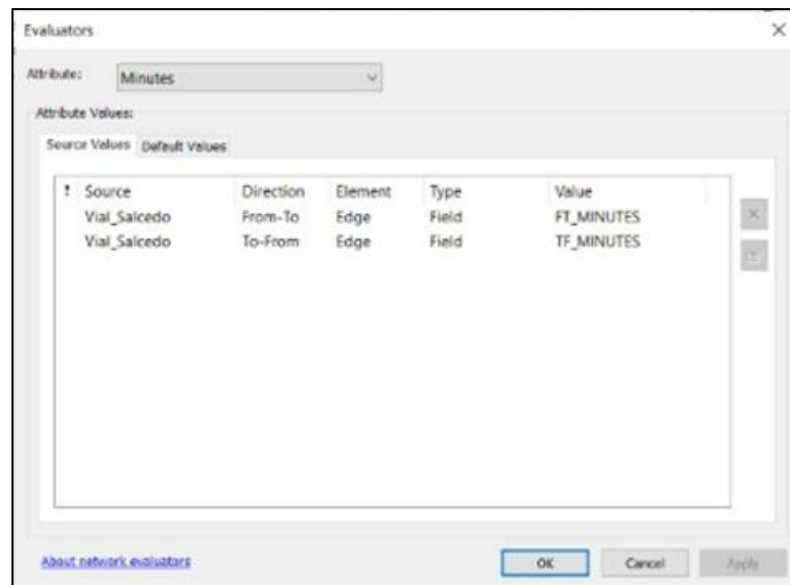 Evaluators
Attribute: Minutes
Attribute Values:
Source Values Default Values
! Source Direction Element Type Value
Vial_Salcedo From-To Edge Field FT_MINUTES
Vial_Salcedo To-From Edge Field TF_MINUTES
About network evaluators OK Cancel Apply